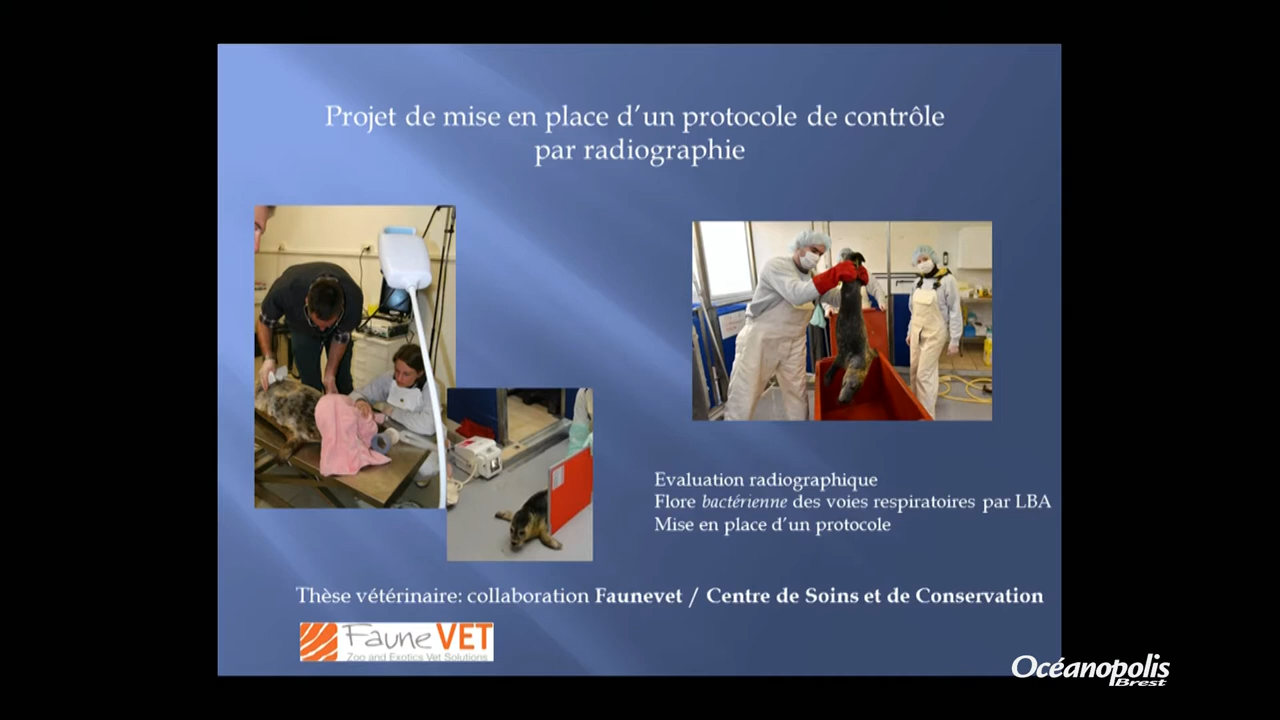 Projet de mise en place d’un protocole de contrôle
par radiographie
Evaluation radiographique
Flore bactérienne des voies respiratoires par LBA
Mise en place d’un protocole
Thèse vétérinaire: collaboration Faunevet / Centre de Soins et de Conservation
Faune VET
Zoo and Exotics Vet Solutions
Océanopolis
Brest